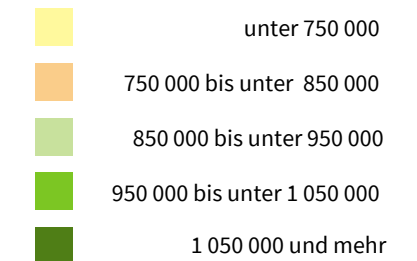 unter 750 000
750 000 bis unter 850 000
850 000 bis unter 950 000
950 000 bis unter 1 050 000
1 050 000 und mehr